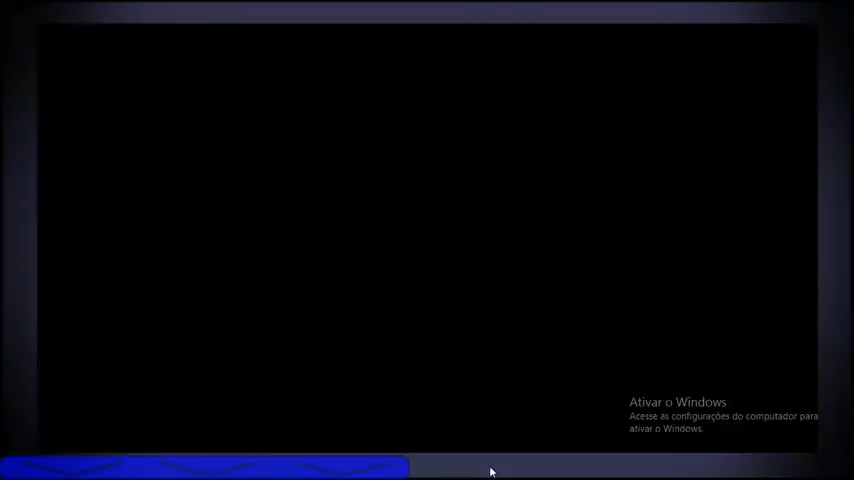 Ativar o Windows
Acesse as configurações do computador para
ativar o Windows.